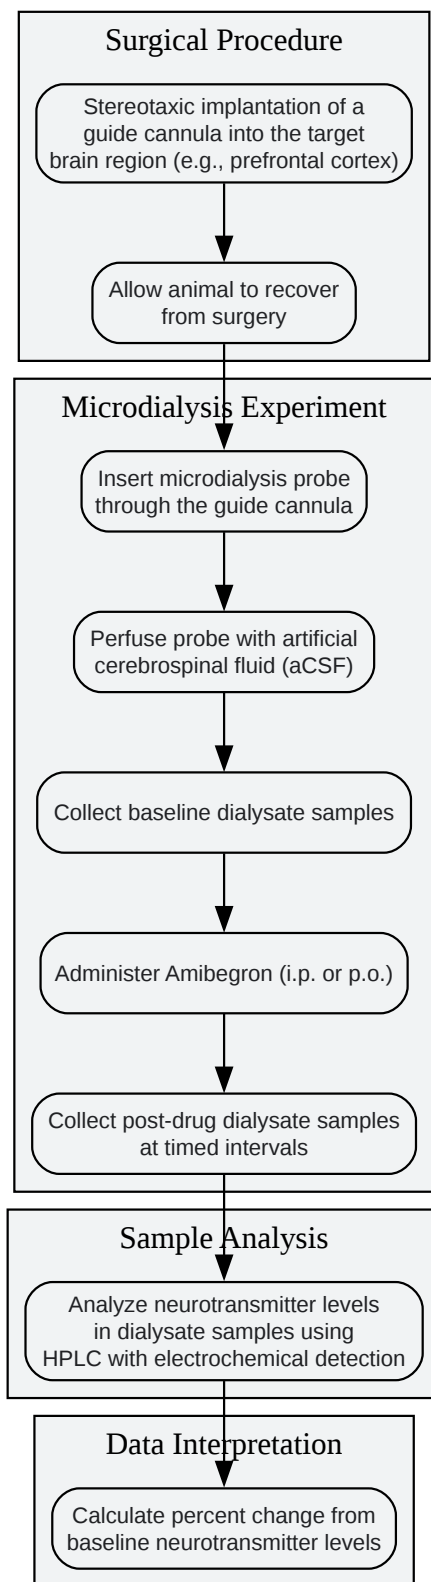 Surgical Procedure
Stereotaxic implantation of a
guide cannula into the target
brain region (e.g., prefrontal cortex)
Allow animal to recover
from surgery
Microdialysis Experiment
Insert microdialysis probe
through the guide cannula
Perfuse probe with artificial
cerebrospinal fluid (aCSF)
Collect baseline dialysate samples
Administer Amibegron (i.p. or p.o.)
Collect post-drug dialysate samples
at timed intervals
Sample Analysis
Analyze neurotransmitter levels
in dialysate samples using
HPLC with electrochemical detection
Data Interpretation
Calculate percent change from
baseline neurotransmitter levels